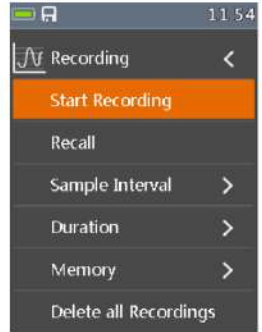 11:54
Recording
Start Recording
Recall
Sample Interval
Duration
Memory
Delete all Recordings